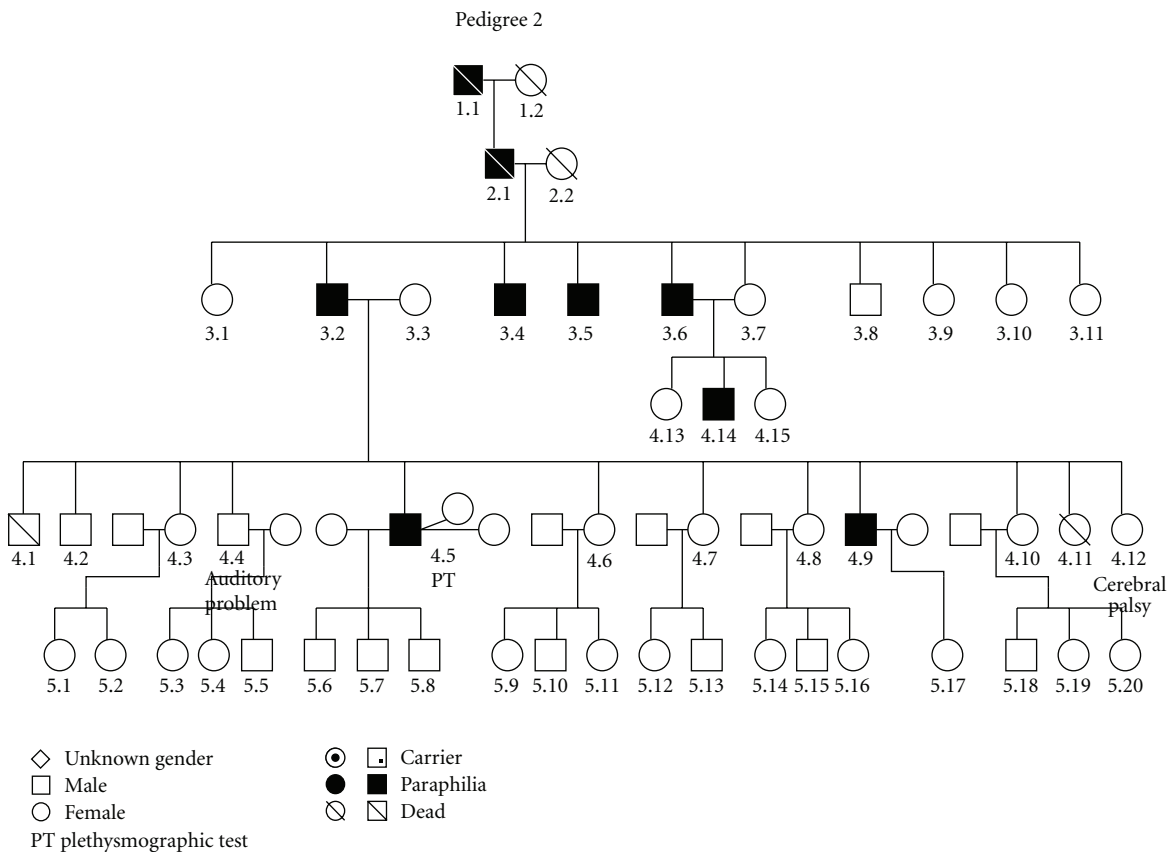 Pedigree 2
1.1 1.2
2.1 2.2
3.1 3.2 3.3 3.4 3.5 3.6 3.7 3.8 3.9 3.10 3.11
4.13 4.14 4.15
4.1 4.2 4.3 4.4 4.5 4.6 4.7 4.8 4.9 4.10 4.11 4.12
Auditory
problem
PT
Cerebral
palsy
5.1 5.2 5.3 5.4 5.5 5.6 5.7 5.8 5.9 5.10 5.11 5.12 5.13 5.14 5.15 5.16 5.17 5.18 5.19 5.20
Unknown gender
Male
Female
PT plethysmographic test
Carrier
Paraphilia
Dead